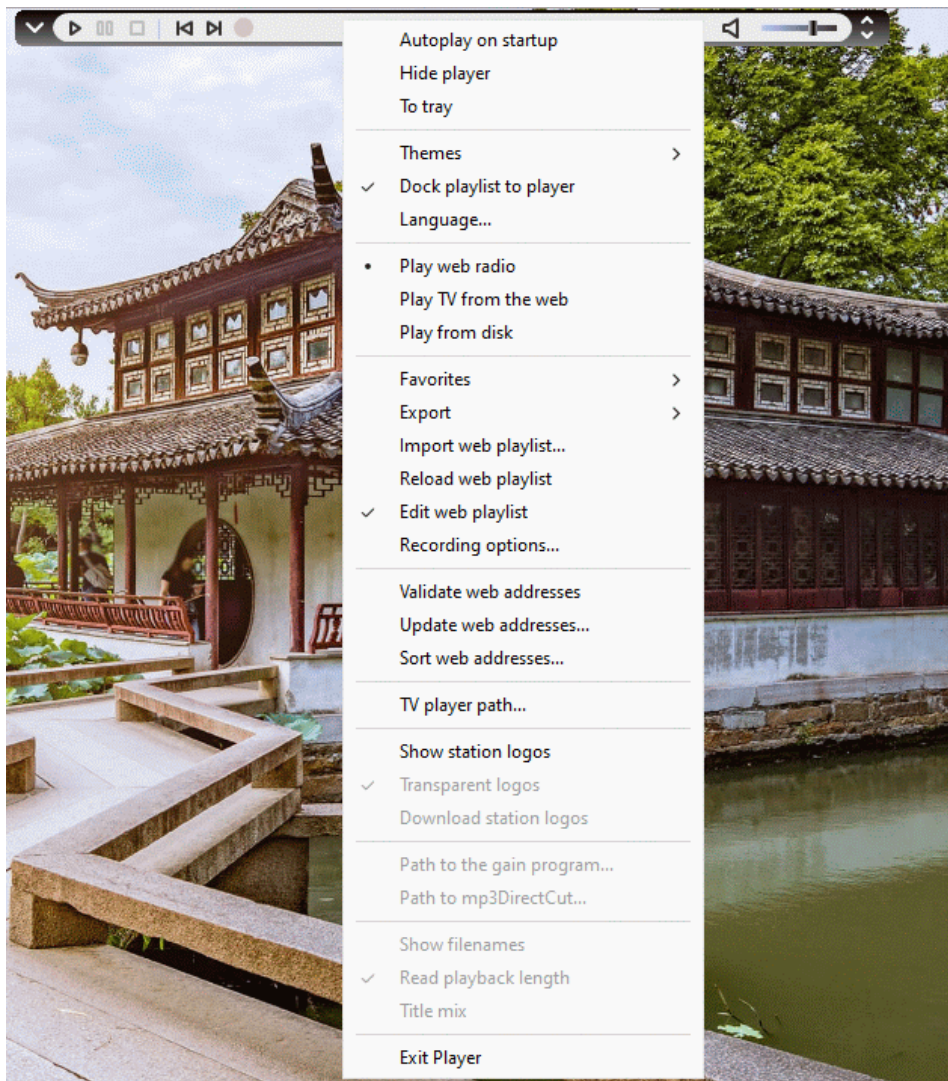 Autoplay on startup
Hide player
To tray
Themes
Dock playlist to player
Language...
Play web radio
Play TV from the web
Play from disk
Favorites
Export
Import web playlist...
Reload web playlist
Edit web playlist
Recording options...
Validate web addresses
Update web addresses...
Sort web addresses...
TV player path...
Show station logos
Transparent logos
Download station logos
Path to the gain program...
Path to mp3DirectCut...
Show filenames
Read playback length
Title mix
Exit Player